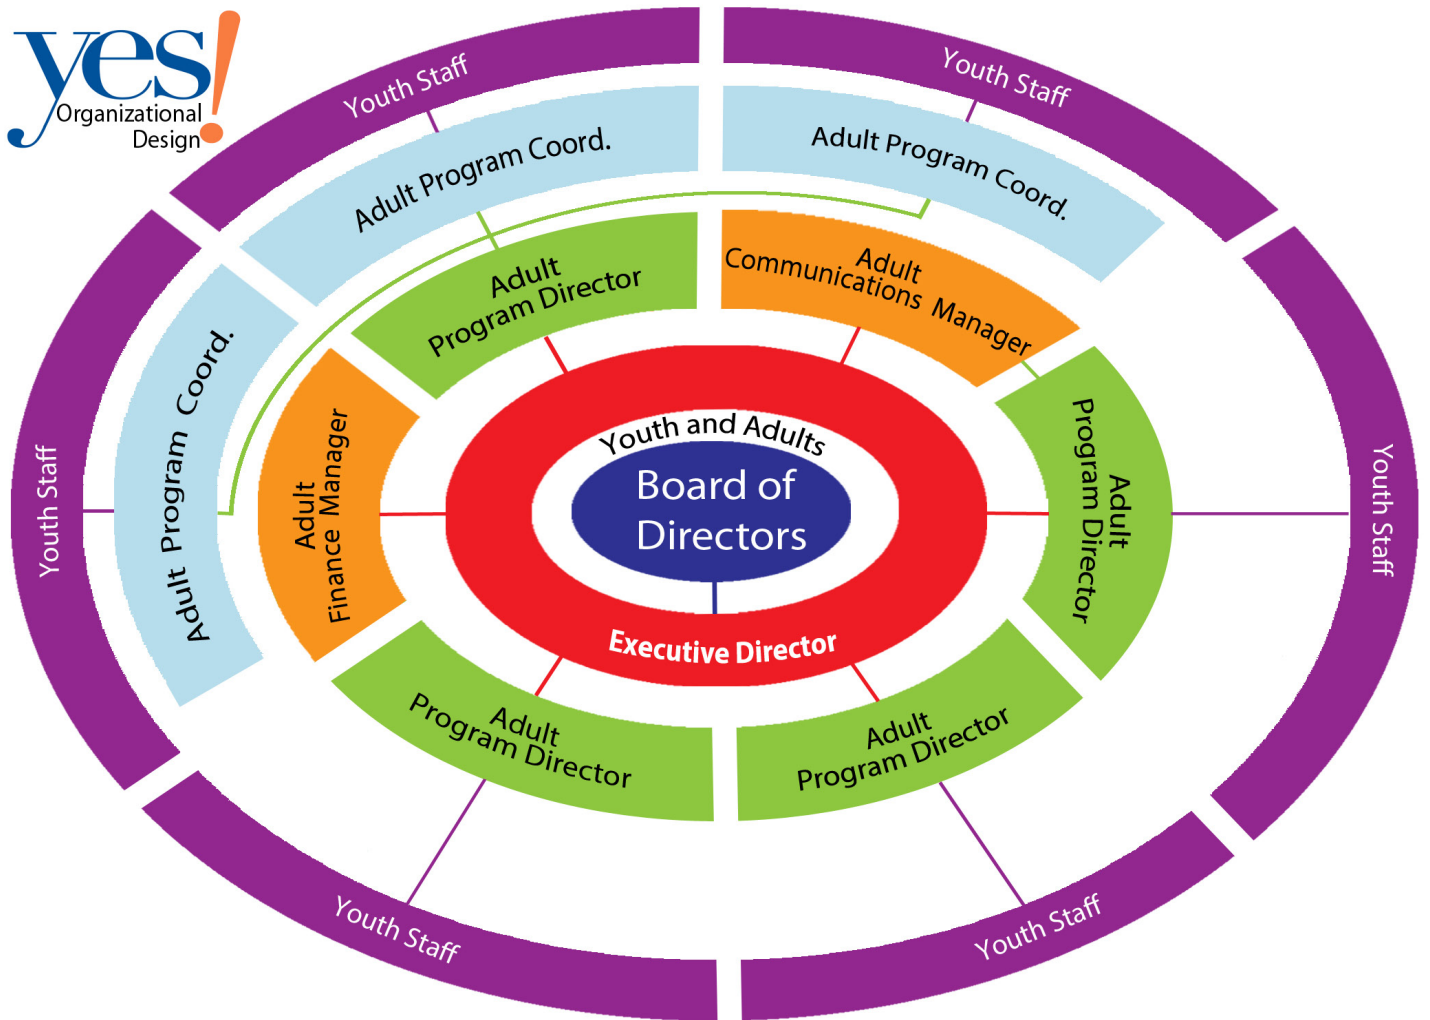 yes!
Organizational
Design
Youth Staff
Youth Staff
Adult Program Coord.
Adult Program Coord.
Adult
Program Director
Adult
Communications Manager
Adult Program Coord.
Youth Staff
Adult
Finance Manager
Youth and Adults
Board of
Directors
Executive Director
Adult
Program Director
Youth Staff
Adult
Program Director
Adult
Program Director
Youth Staff
Youth Staff